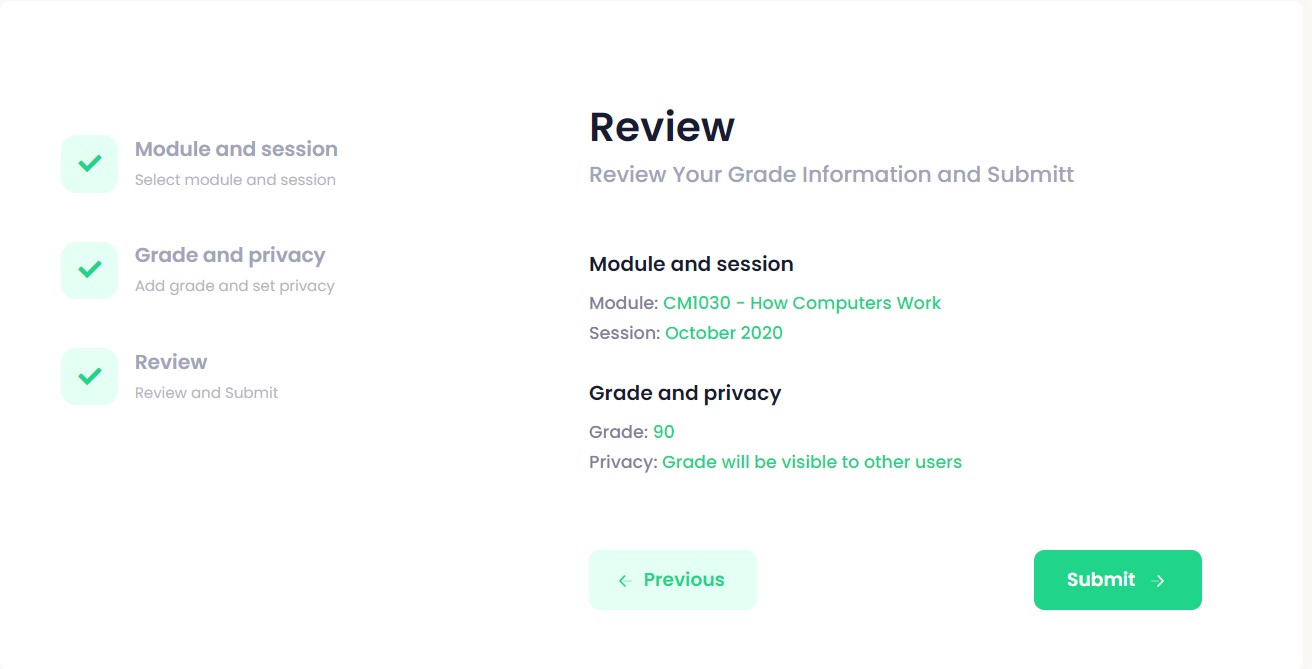 Module and session
Select module and session
Grade and privacy
Add grade and set privacy
Review
Review and Submit
Review
Review Your Grade Information and Submitt
Module and session
Module: CM1030 - How Computers Work
Session: October 2020
Grade and privacy
Grade: 90
Privacy: Grade will be visible to other users
Previous
Submit